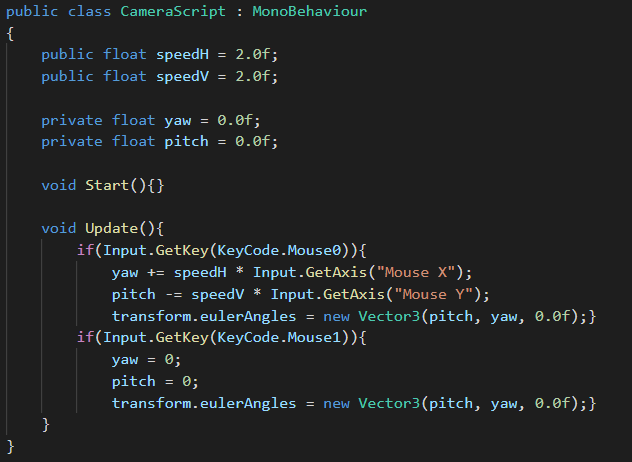 public class CameraScript : MonoBehaviour
{
    public float speedH = 2.0f;
    public float speedV = 2.0f;

    private float yaw = 0.0f;
    private float pitch = 0.0f;

    void Start(){}

    void Update(){
        if(Input.GetKey(KeyCode.Mouse0)){
            yaw += speedH * Input.GetAxis("Mouse X");
            pitch -= speedV * Input.GetAxis("Mouse Y");
            transform.eulerAngles = new Vector3(pitch, yaw, 0.0f);}
        if(Input.GetKey(KeyCode.Mouse1)){
            yaw = 0;
            pitch = 0;
            transform.eulerAngles = new Vector3(pitch, yaw, 0.0f);}
    }
}